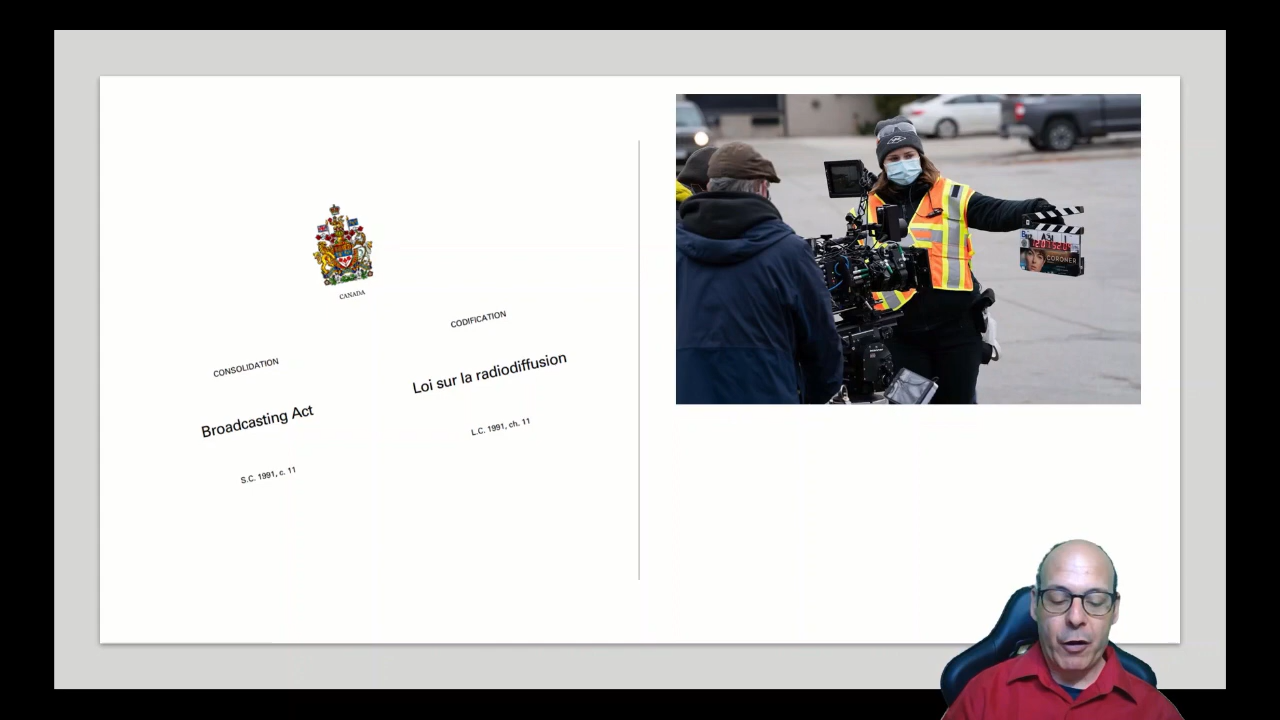 CANADA
CONSOLIDATION
Broadcasting Act
S.C. 1991, c. 11
CODIFICATION
Loi sur la radiodiffusion
L.C. 1991, ch. 11
CORONER